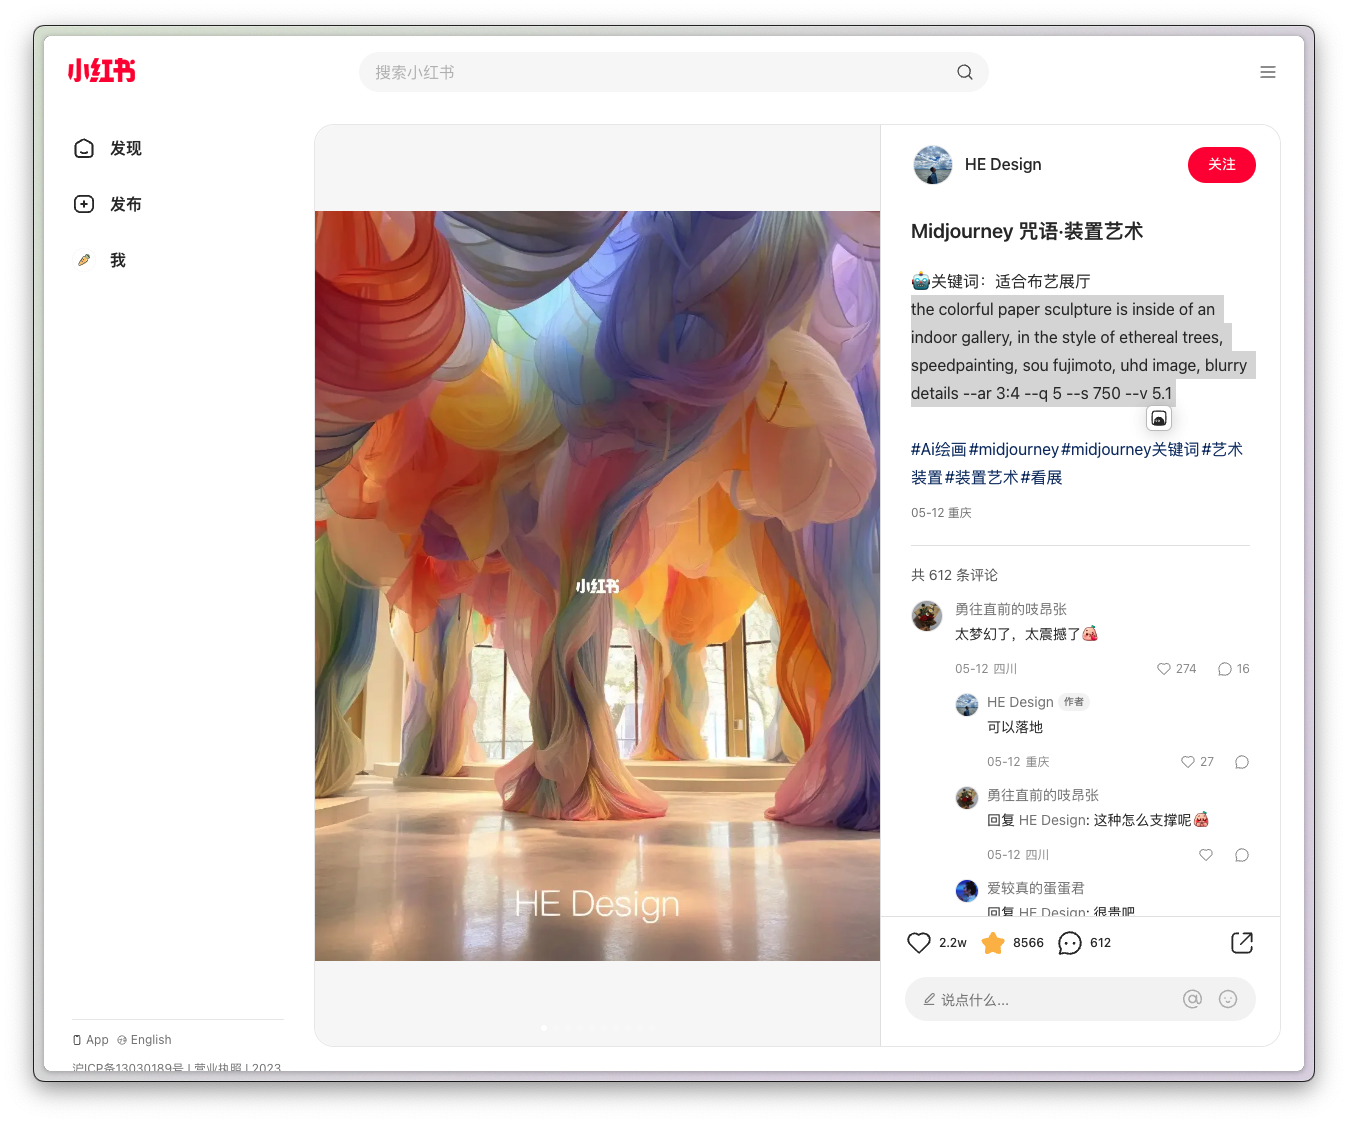 小红书
搜索小红书
发现
发布
我
App English
沪ICP备13030189号 | 营业执照 | 2023
小红书
HE Design
HE Design
关注
Midjourney 咒语·装置艺术
🤖关键词：适合布艺展厅
the colorful paper sculpture is inside of an
indoor gallery, in the style of ethereal trees,
speedpainting, sou fujimoto, uhd image, blurry
details --ar 3:4 --q 5 --s 750 --v 5.1
#Ai绘画 #midjourney #midjourney关键词 #艺术
装置 #装置艺术 #看展
05-12 重庆
共 612 条评论
勇往直前的吱昂张
太梦幻了，太震撼了
05-12 四川 274 16
HE Design 作者
可以落地
05-12 重庆 27
勇往直前的吱昂张
回复 HE Design: 这种怎么支撑呢
05-12 四川
爱较真的蛋蛋君
回复 HE Design: 很贵吧
2.2w 8566 612
说点什么...